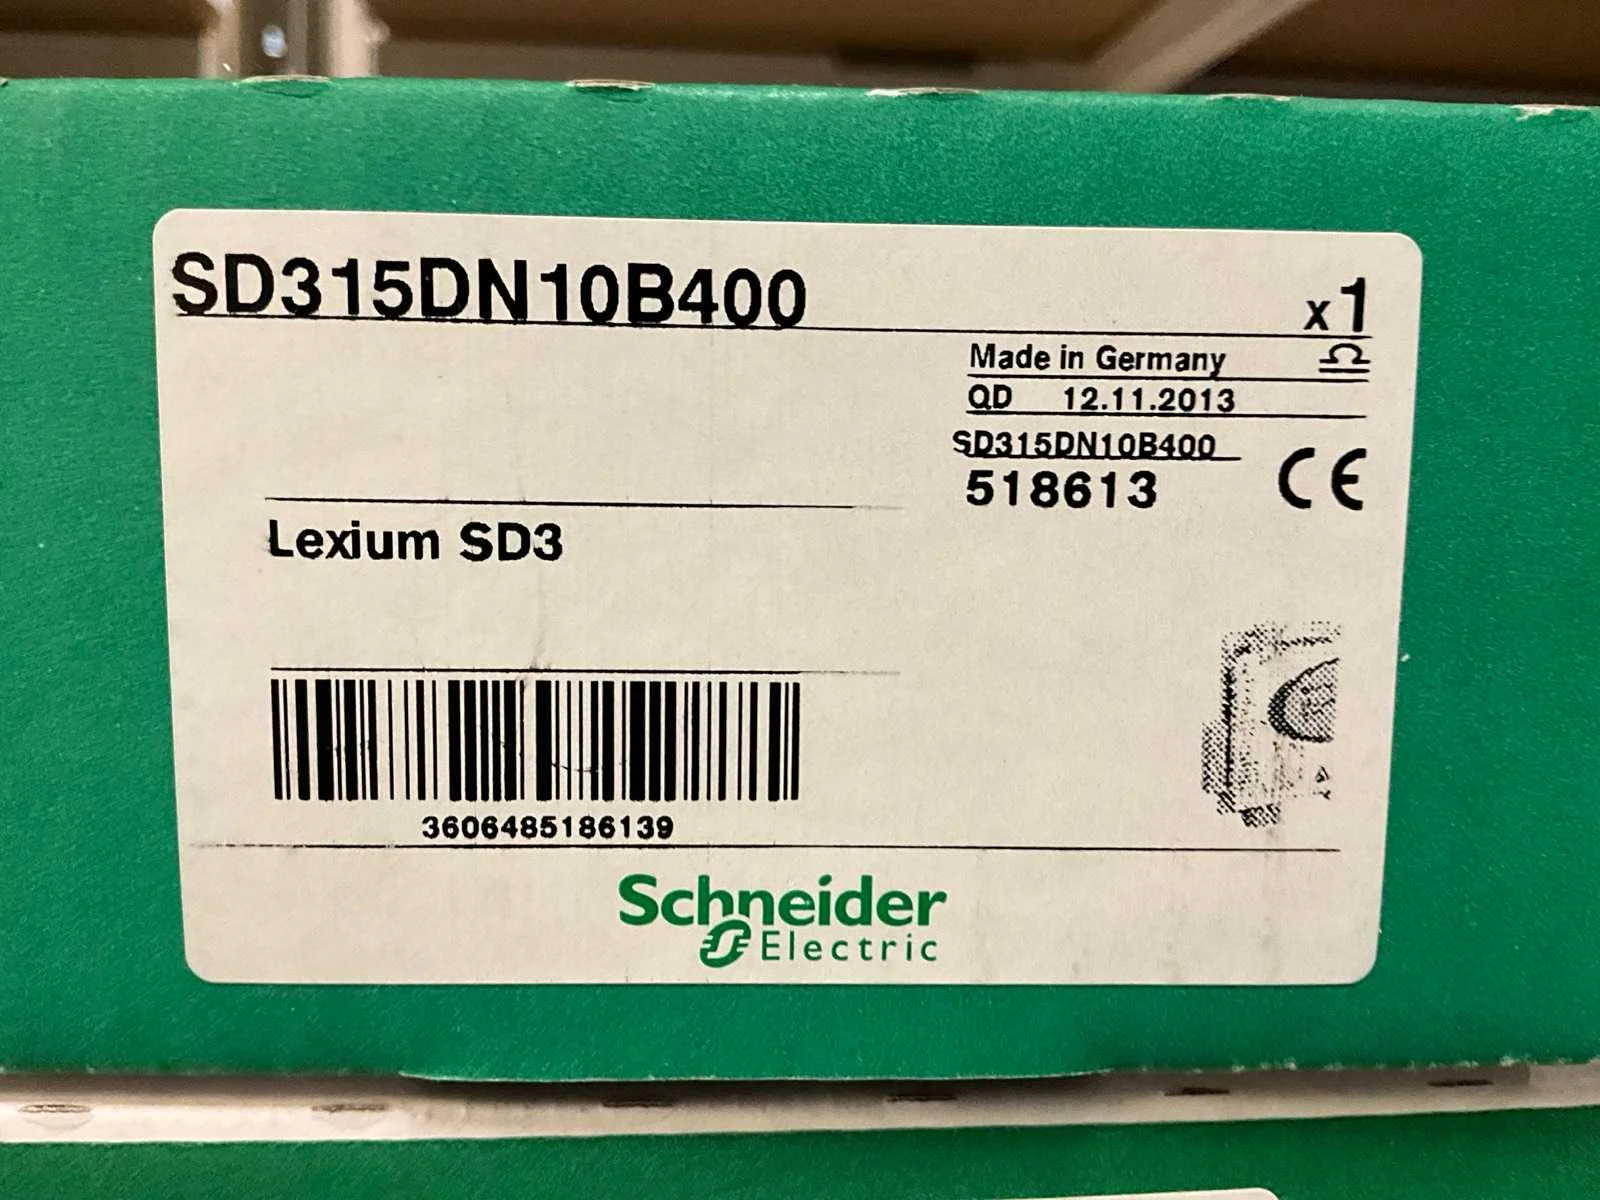 SD315DN10B400
x1
Made in Germany
QD 12.11.2013
SD315DN10B400
518613
CE
Lexium SD3
3606485186139
Schneider
Electric